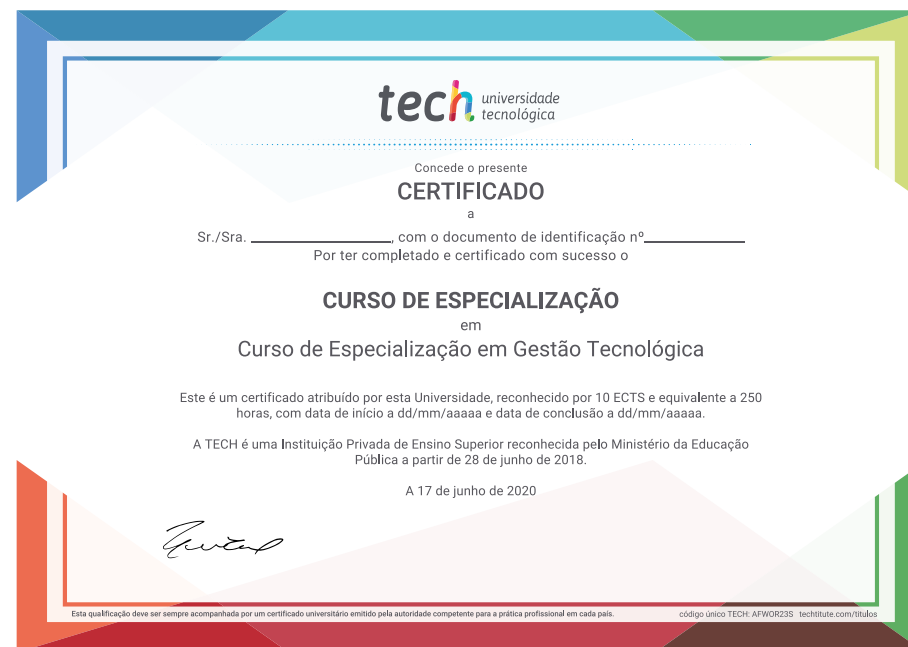 tech universidade
tecnológica
Concede o presente
CERTIFICADO
a
Sr./Sra. ____________________, com o documento de identificação nº______________
Por ter completado e certificado com sucesso o
CURSO DE ESPECIALIZAÇÃO
em
Curso de Especialização em Gestão Tecnológica
Este é um certificado atribuído por esta Universidade, reconhecido por 10 ECTS e equivalente a 250
horas, com data de início a dd/mm/aaaaa e data de conclusão a dd/mm/aaaaa.
A TECH é uma Instituição Privada de Ensino Superior reconhecida pelo Ministério da Educação
Pública a partir de 28 de junho de 2018.
A 17 de junho de 2020
Esta qualificação deve ser sempre acompanhada por um certificado universitário emitido pela autoridade competente para a prática profissional em cada país.
código único TECH: AFWOR23S techtitute.com/titulos